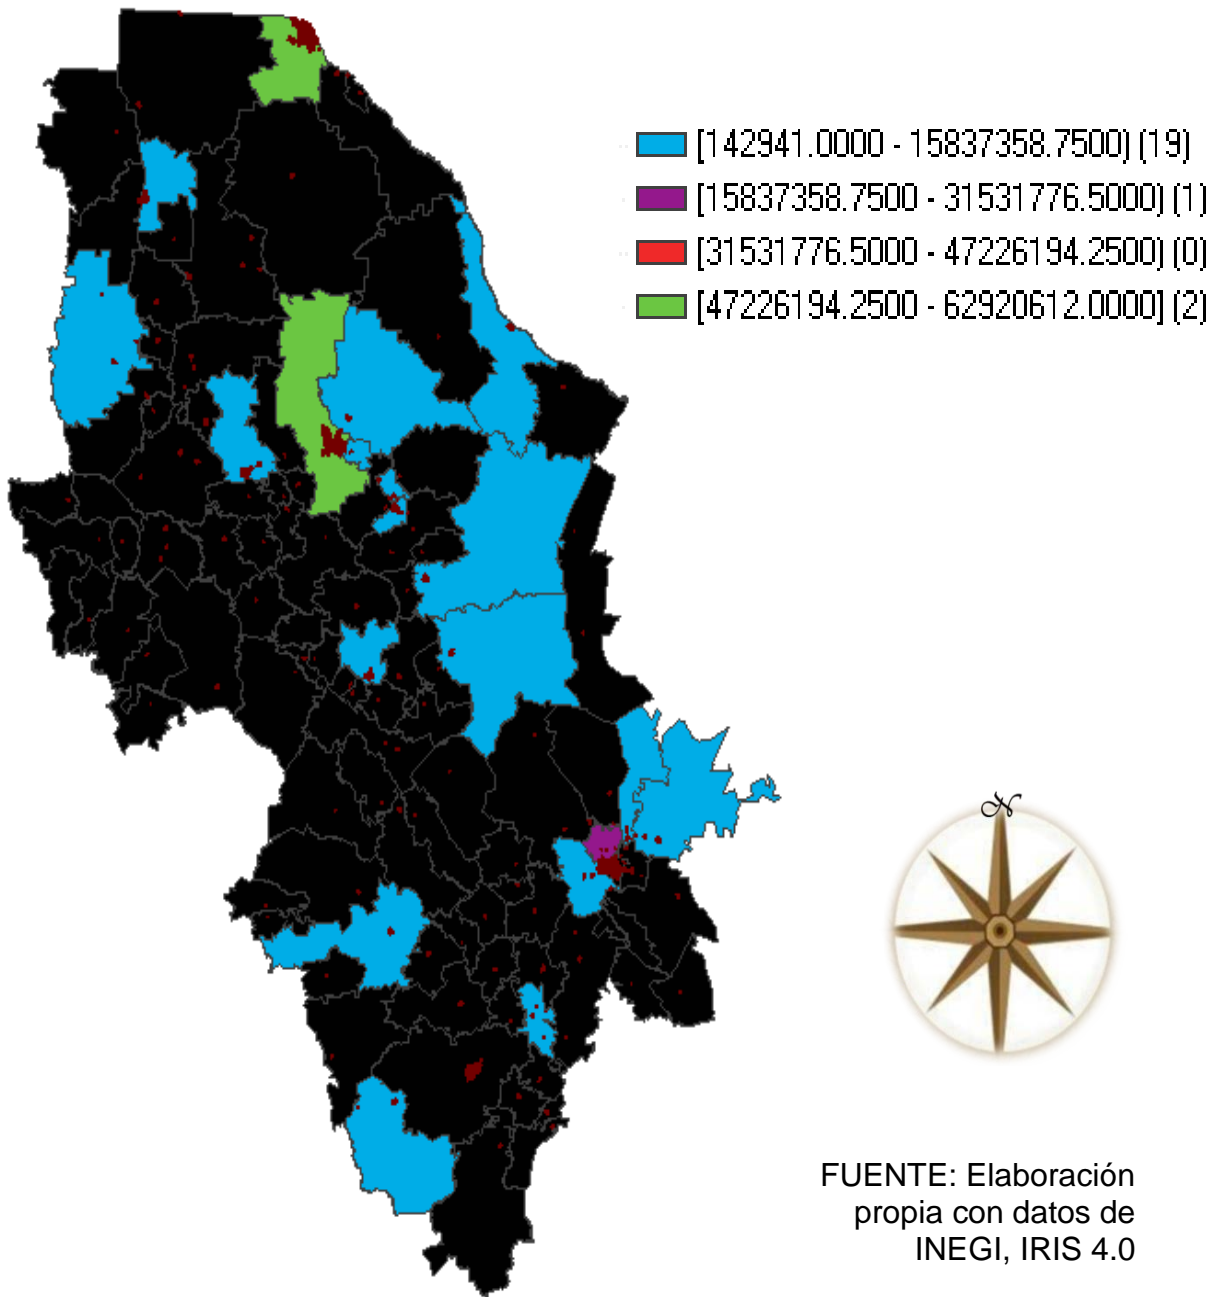 [142941.0000 - 15837358.7500) (19)
[15837358.7500 - 31531776.5000) (1)
[31531776.5000 - 47226194.2500) (0)
[47226194.2500 - 62920612.0000] (2)
N
FUENTE: Elaboración
propia con datos de
INEGI, IRIS 4.0